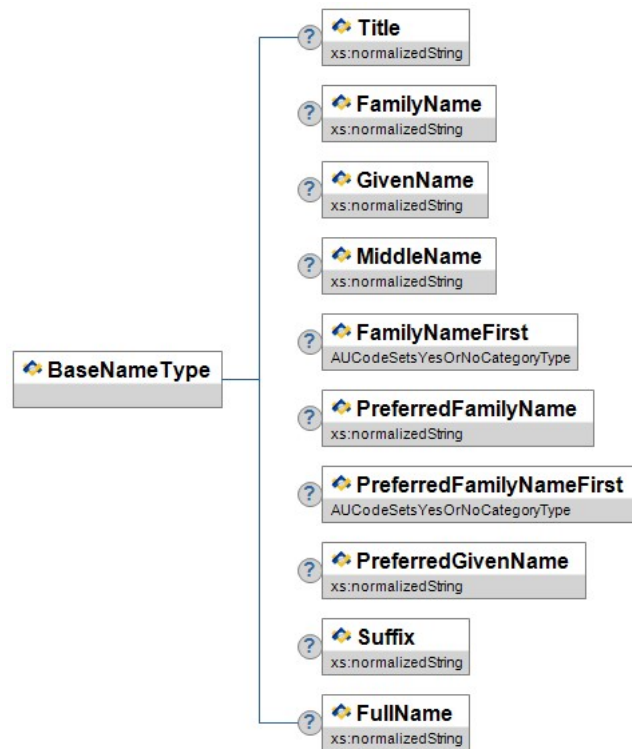 ?
Title
xs:normalizedString
?
FamilyName
xs:normalizedString
?
GivenName
xs:normalizedString
?
MiddleName
xs:normalizedString
?
FamilyNameFirst
AUCodeSetsYesOrNoCategoryType
BaseNameType
?
PreferredFamilyName
xs:normalizedString
?
PreferredFamilyNameFirst
AUCodeSetsYesOrNoCategoryType
?
PreferredGivenName
xs:normalizedString
?
Suffix
xs:normalizedString
?
FullName
xs:normalizedString